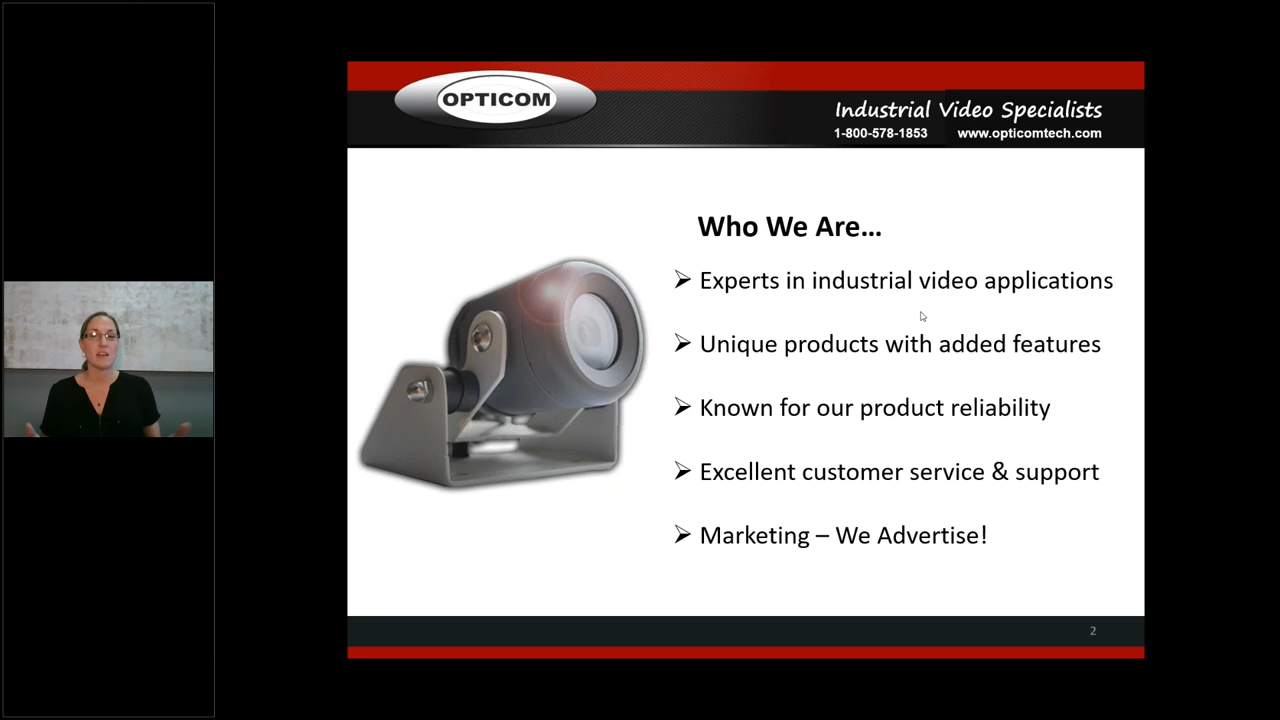 OPTICOM
Industrial Video Specialists
1-800-578-1853 www.opticomtech.com
Who We Are...
➢ Experts in industrial video applications
➢ Unique products with added features
➢ Known for our product reliability
➢ Excellent customer service & support
➢ Marketing – We Advertise!
2